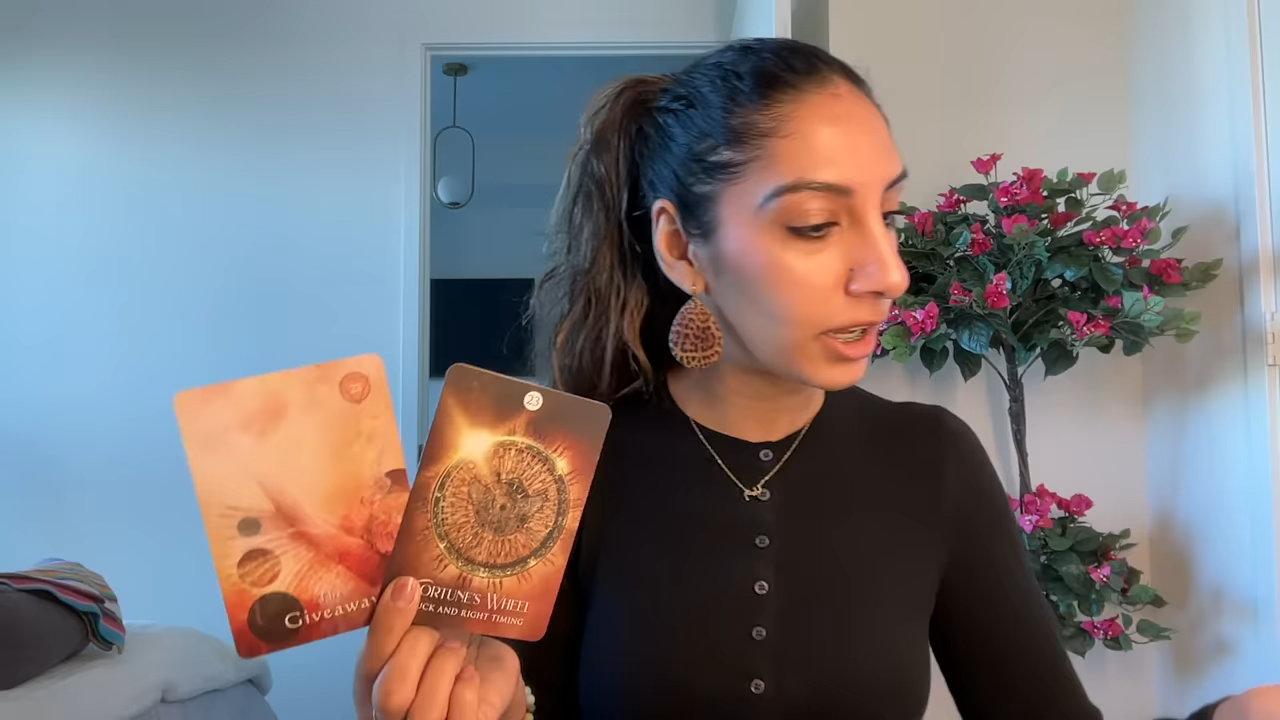 The
Giveaway
23
FORTUNE'S WHEEL
LUCK AND RIGHT TIMING